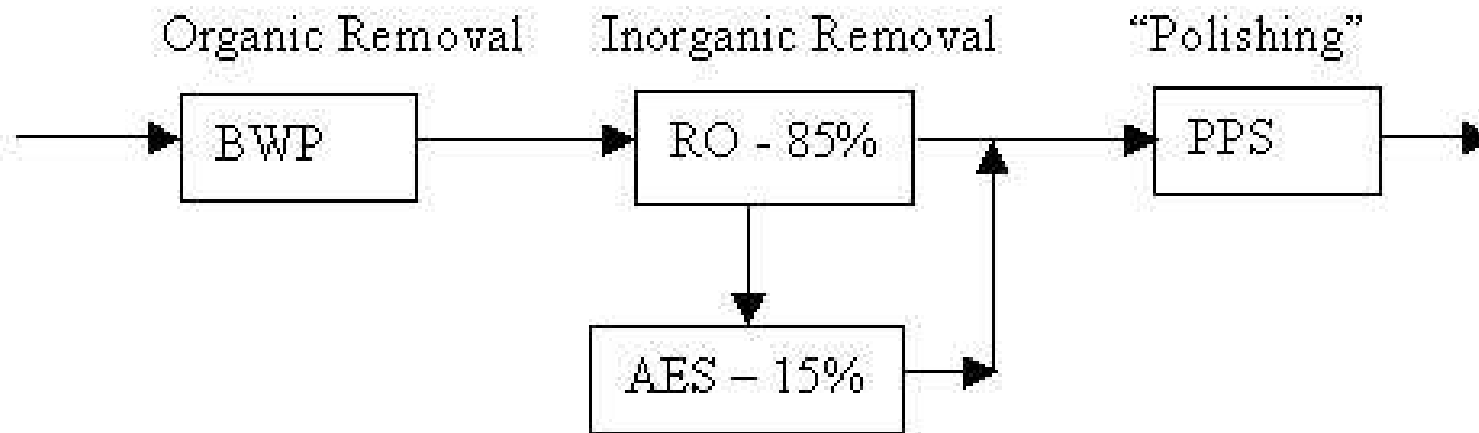 Organic Removal
Inorganic Removal
“Polishing”
BWP
RO - 85%
PPS
AES – 15%